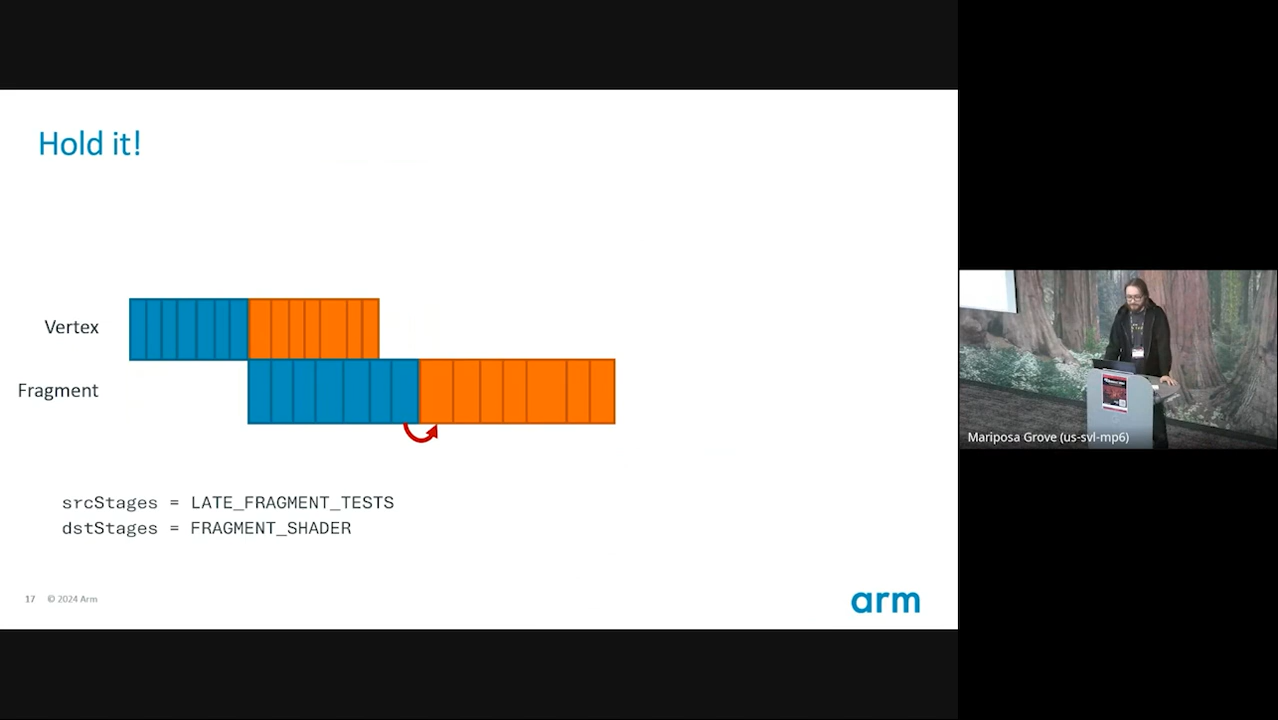 Hold it!
Vertex
Fragment
srcStages = LATE_FRAGMENT_TESTS
dstStages = FRAGMENT_SHADER
17 © 2024 Arm
arm
Mariposa Grove (us-svl-mp6)